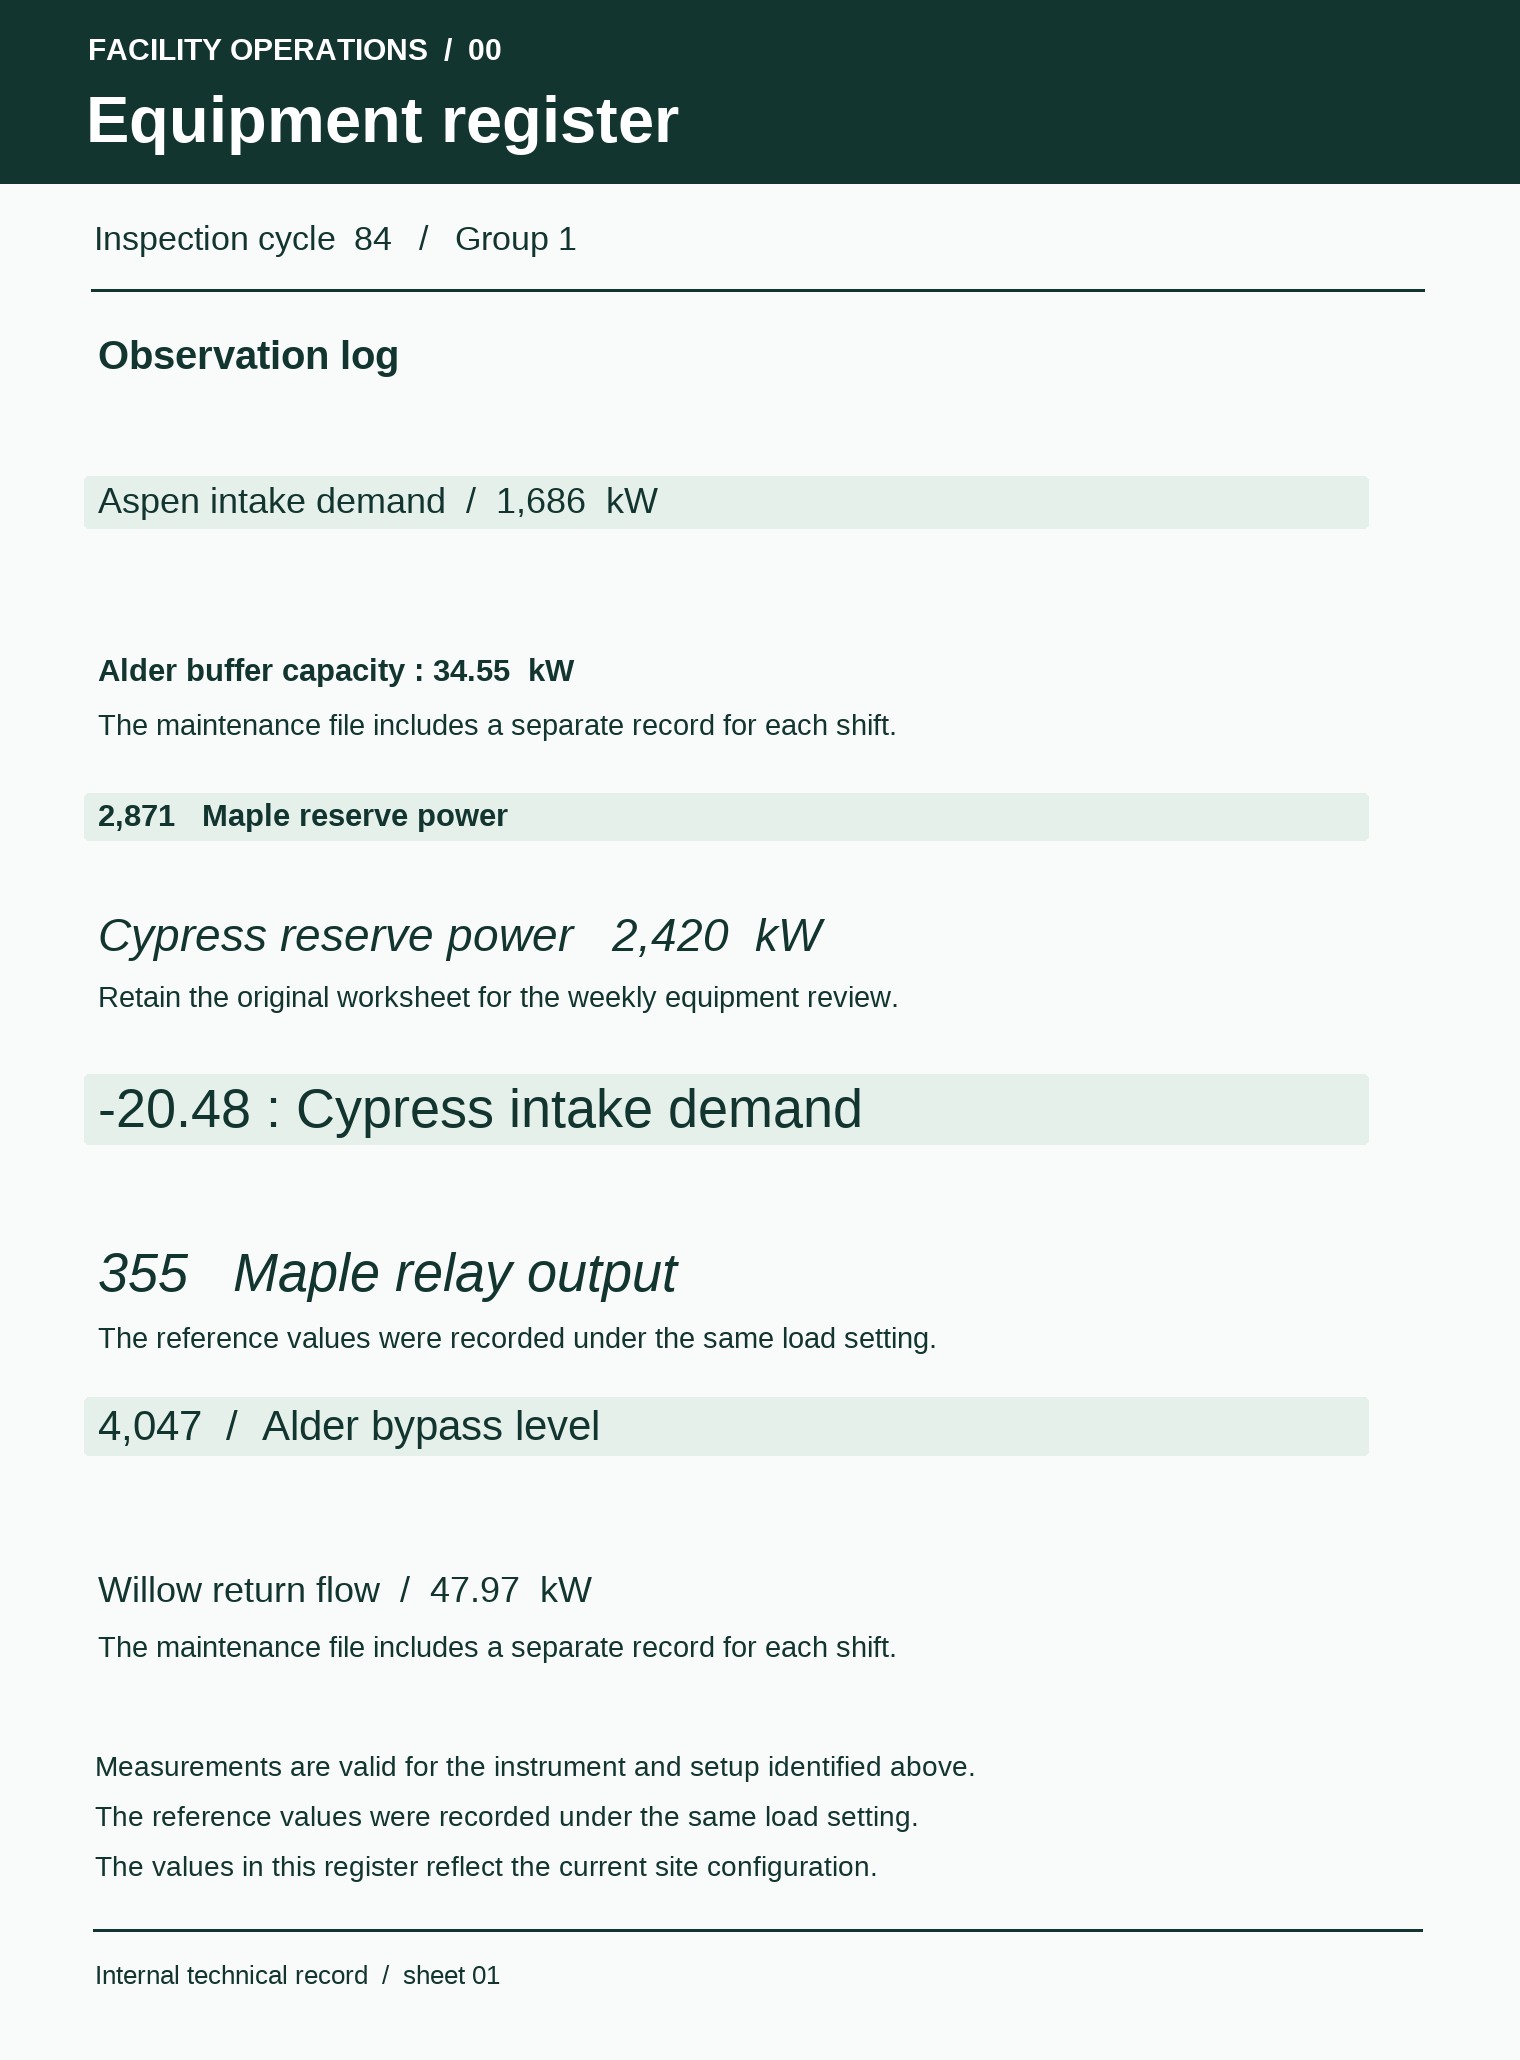 FACILITY OPERATIONS / 00
Equipment register
Inspection cycle 84 / Group 1
Observation log
Aspen intake demand / 1,686 kW
Alder buffer capacity : 34.55 kW
The maintenance file includes a separate record for each shift.
2,871 Maple reserve power
Cypress reserve power 2,420 kW
Retain the original worksheet for the weekly equipment review.
-20.48 : Cypress intake demand
355 Maple relay output
The reference values were recorded under the same load setting.
4,047 / Alder bypass level
Willow return flow / 47.97 kW
The maintenance file includes a separate record for each shift.
Measurements are valid for the instrument and setup identified above.
The reference values were recorded under the same load setting.
The values in this register reflect the current site configuration.
Internal technical record / sheet 01